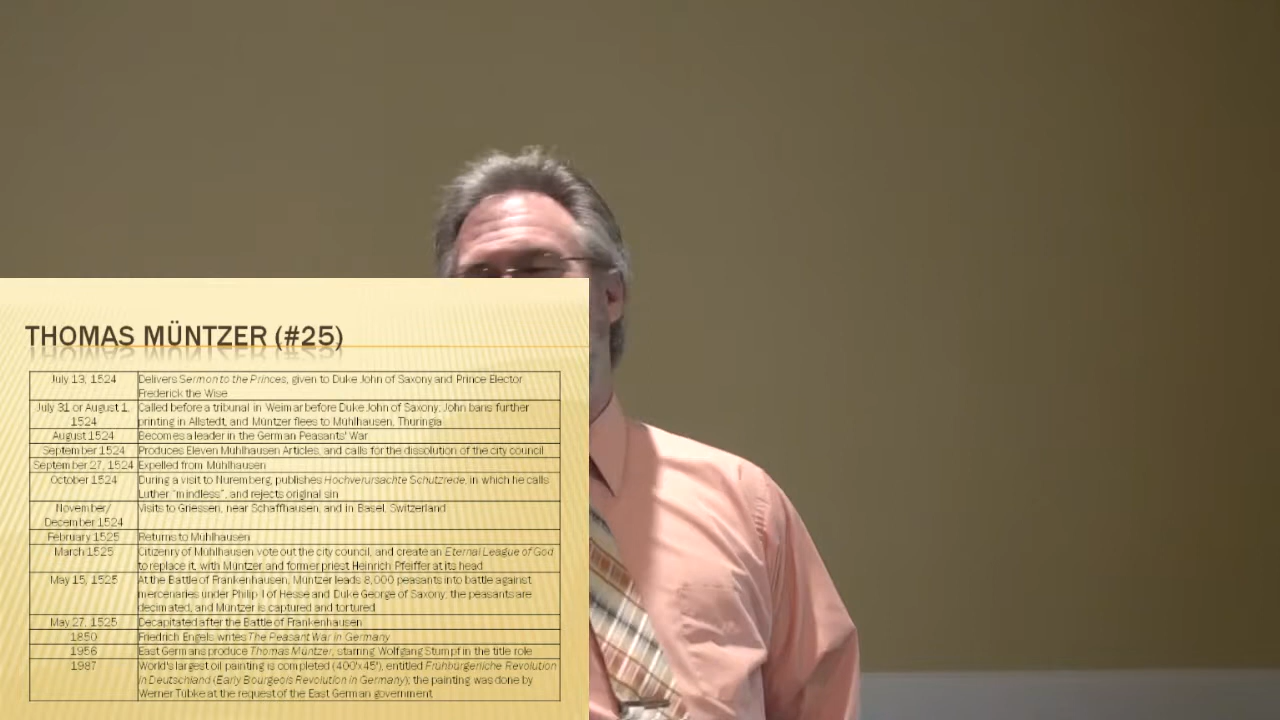 THOMAS MÜNTZER (#25)
July 13, 1524 Delivers Sermon to the Princes, given to Duke John of Saxony and Prince Elector
Frederick the Wise
July 31 or August 1, Called before a tribunal in Weimar before Duke John of Saxony; John bans further
1524 printing in Allstedt, and Müntzer flees to Mühlhausen, Thuringia
August 1524 Becomes a leader in the German Peasants' War
September 1524 Produces Eleven Mühlhausen Articles, and calls for the dissolution of the city council
September 27, 1524 Expelled from Mühlhausen
October 1524 During a visit to Nuremberg, publishes Hochverursachte Schutzrede, in which he calls
Luther "mindless", and rejects original sin
November/ Visits to Griessen, near Schaffhausen, and in Basel, Switzerland
December 1524
February 1525 Returns to Mühlhausen
March 1525 Citizenry of Mühlhausen vote out the city council, and create an Eternal League of God
to replace it, with Müntzer and former priest Heinrich Pfeiffer at its head
May 15, 1525 At the Battle of Frankenhausen, Müntzer leads 8,000 peasants into battle against
mercenaries under Philip I of Hesse and Duke George of Saxony; the peasants are
decimated, and Müntzer is captured and tortured
May 27, 1525 Decapitated after the Battle of Frankenhausen
1850 Friedrich Engels writes The Peasant War in Germany
1956 East Germans produce Thomas Müntzer, starring Wolfgang Stumpf in the title role
1987 World's largest oil painting is completed (400'x45'), entitled Frühbürgerliche Revolution
in Deutschland (Early Bourgeois Revolution in Germany); the painting was done by
Werner Tübke at the request of the East German government